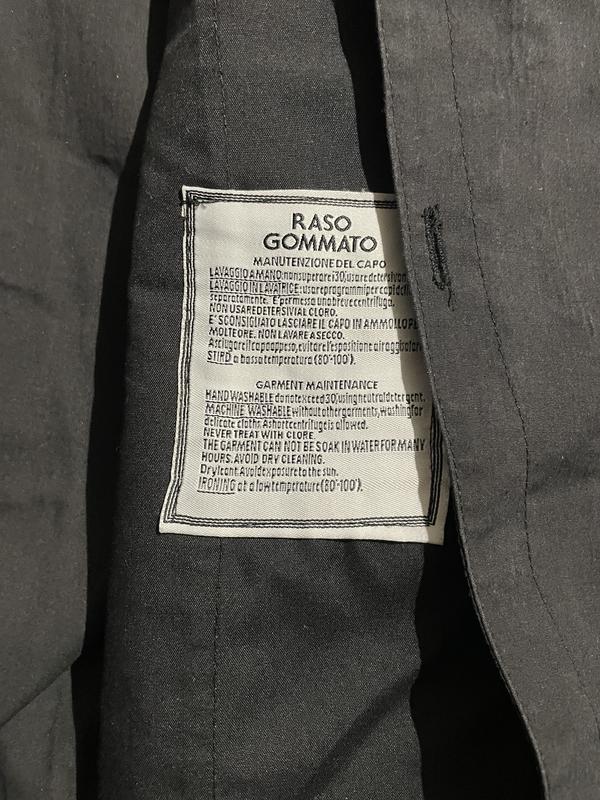 RASO
GOMMATO
MANUTENZIONE DEL CAPO
LAVAGGIO A MANO: non superare i 30°, usare detersivo n
LAVAGGIO IN LAVATRICE: usare programmi per capi deli
separatamente. E' permessa una breve centrifuga.
NON USARE DETERSIVI AL CLORO.
E' SCONSIGLIATO LASCIARE IL CAPO IN AMMOLLO PE
MOLTE ORE. NON LAVARE A SECCO.
Asciugare il capo appeso, evitare l'esposizione ai raggi solari
STIRO a bassa temperatura (80°-100°).
GARMENT MAINTENANCE
HAND WASHABLE do not exceed 30°, using neutral detergent.
MACHINE WASHABLE without other garments, washing for
delicate cloths. A short centrifuge is allowed.
NEVER TREAT WITH CLORE.
THE GARMENT CAN NOT BE SOAK IN WATER FOR MANY
HOURS. AVOID DRY CLEANING.
Dry leant. Avoid exposure to the sun.
IRONING at a low temperature (80°-100°).